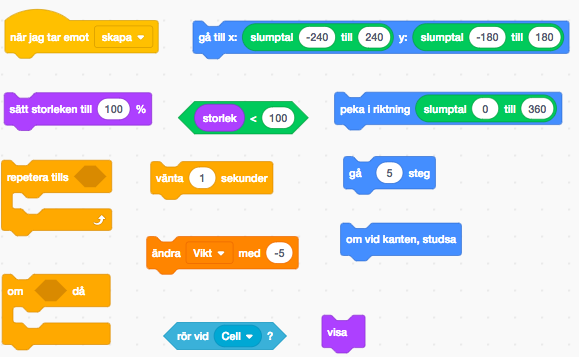 när jag tar emot skapa
gå till x: slumptal -240 till 240 y: slumptal -180 till 180
sätt storleken till 100 %
storlek < 100
peka i riktning slumptal 0 till 360
repetera tills
vänta 1 sekunder
gå 5 steg
ändra Vikt med -5
om vid kanten, studsa
om då
rör vid Cell ?
visa